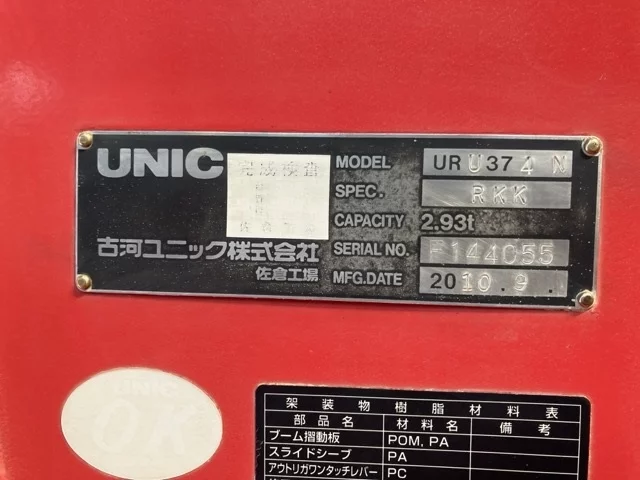 UNIC
完成検査
古河ユニック株式会社
佐倉工場
MODEL URU374N
SPEC. RKK
CAPACITY 2.93t
SERIAL NO. E144055
MFG.DATE 2010.9.
UNIC
OK
架装物樹脂材料表
部品名 材料名 備考
ブーム摺動板 POM, PA
スライドシーブ PA
アウトリガワンタッチレバー PC